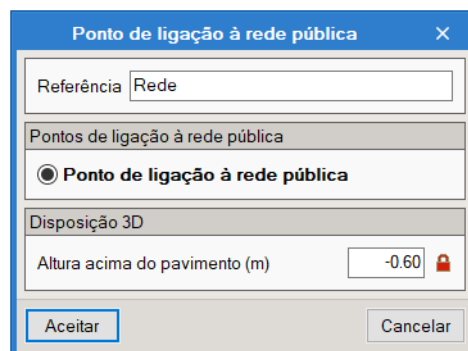 Ponto de ligação à rede pública
Referência Rede
Pontos de ligação à rede pública
Ponto de ligação à rede pública
Disposição 3D
Altura acima do pavimento (m) -0.60
Aceitar Cancelar